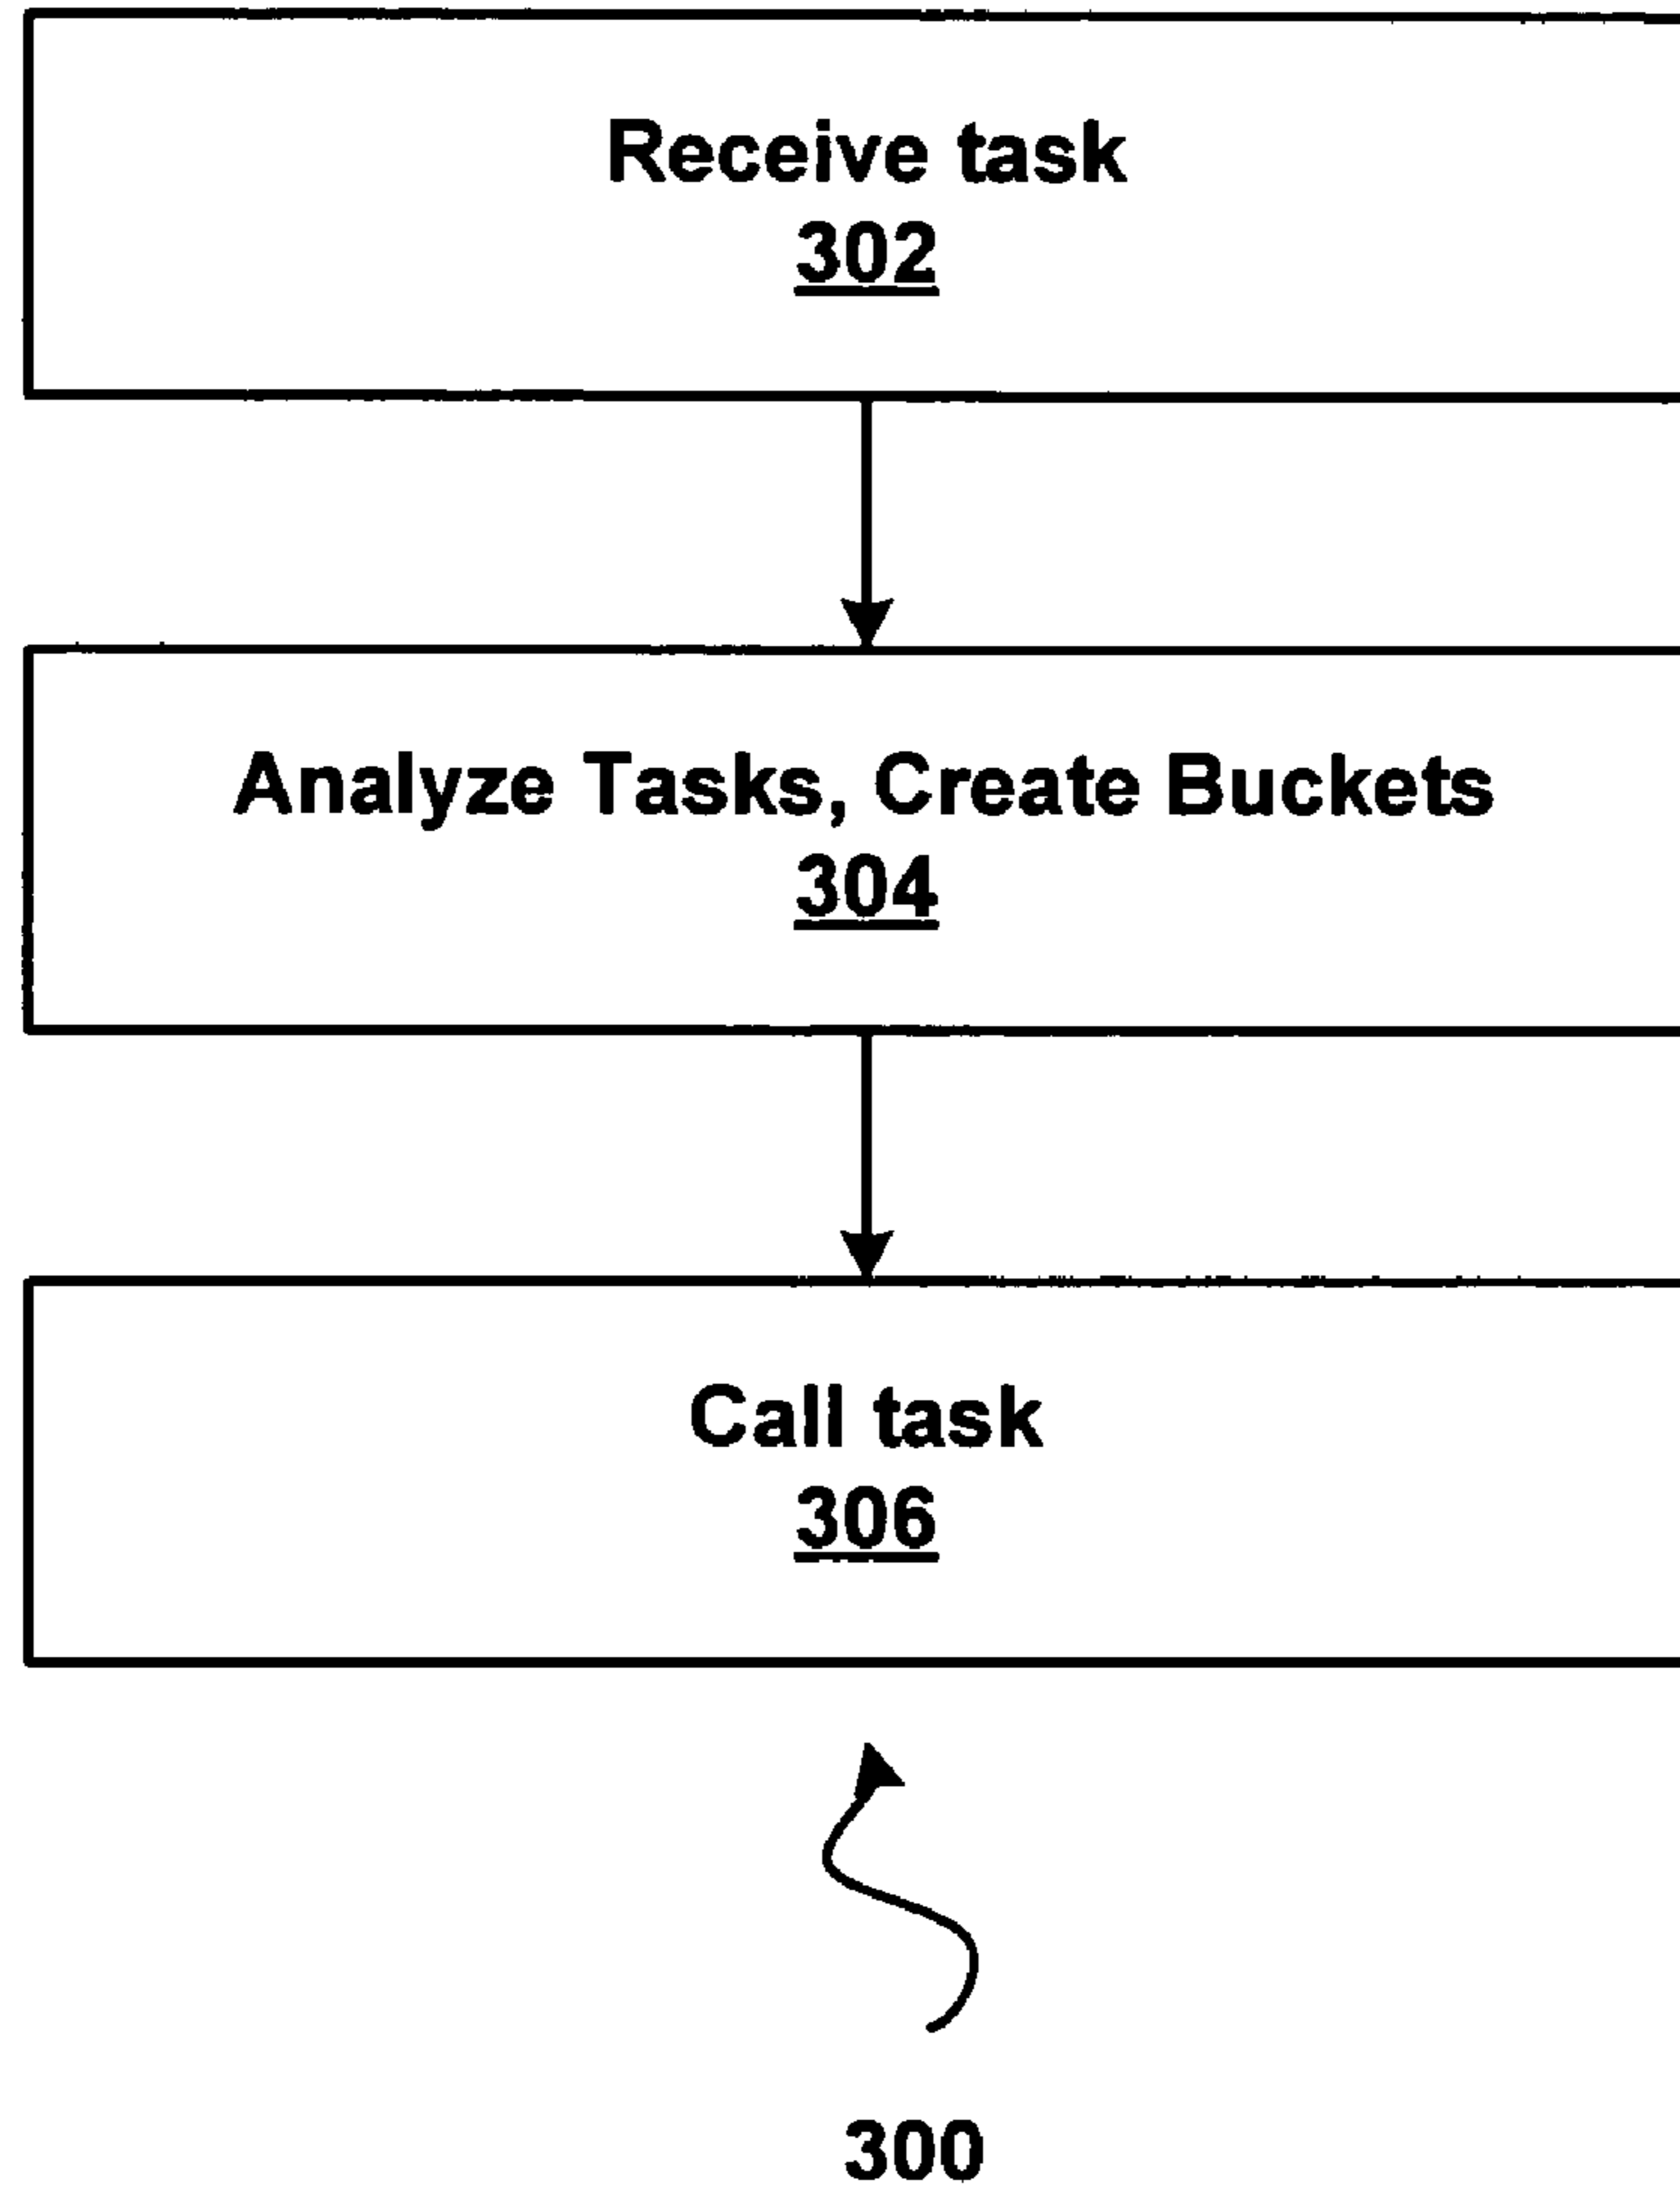 Receive task
302
Analyze Tasks, Create Buckets
304
Call task
306
300